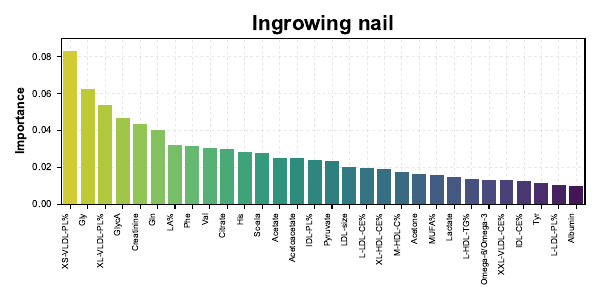 Ingrowing nail
Importance
0.08
0.06
0.04
0.02
0.00
XS-VLDL-PL%
Gly
XL-VLDL-PL%
GlycA
Creatinine
Gln
LA%
Phe
Val
Citrate
His
S-HDL-CE%
Acetate
Acetoacetate
IDL-PL%
Pyruvate
LDL-size
L-LDL-CE%
XL-HDL-CE%
M-HDL-C%
Acetone
MUFA%
Lactate
L-HDL-TG%
Omega-6/Omega-3
XXL-VLDL-CE%
IDL-CE%
Tyr
L-LDL-PL%
Albumin